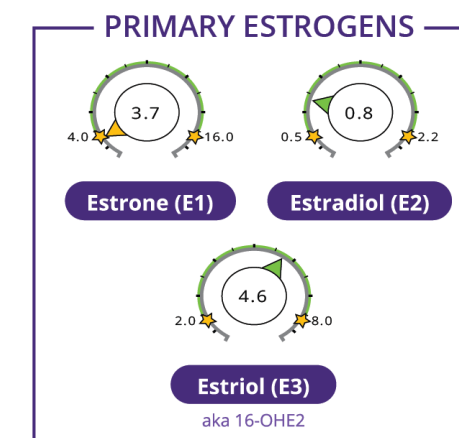 PRIMARY ESTROGENS
3.7
4.0 16.0
Estrone (E1)
0.8
0.5 2.2
Estradiol (E2)
4.6
2.0 8.0
Estriol (E3)
aka 16-OHE2